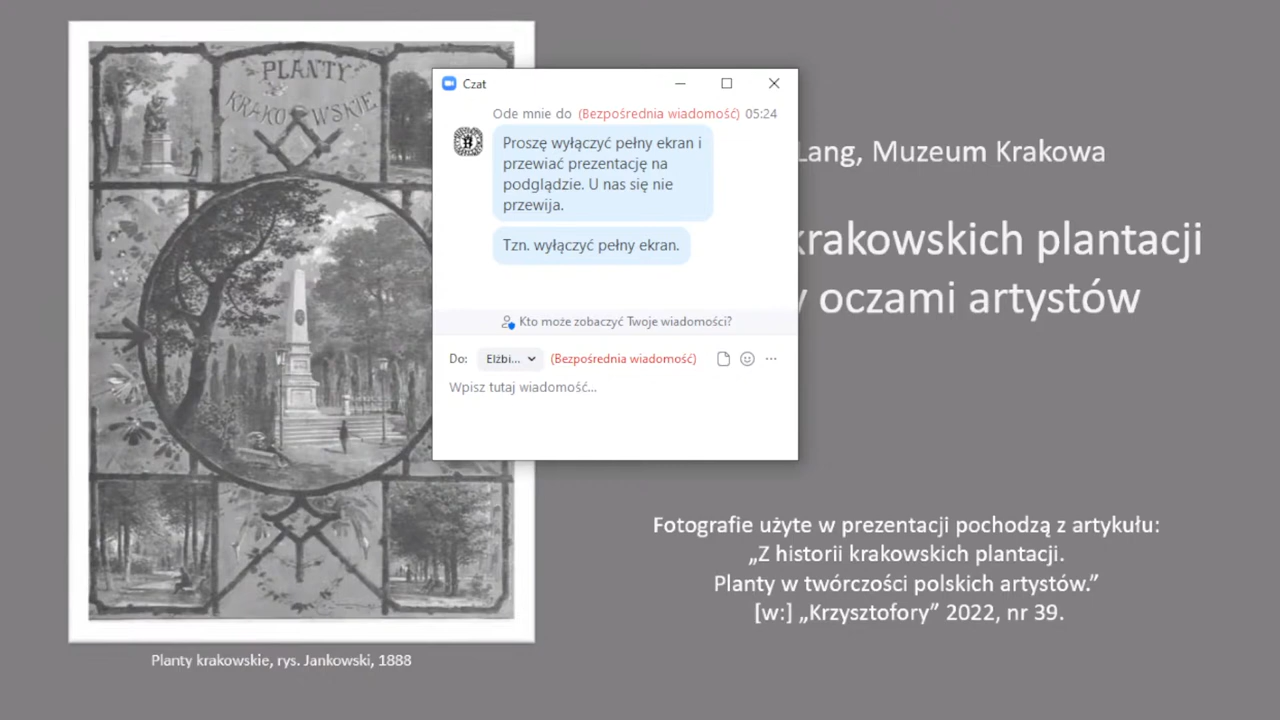 PLANTY
KRAKOWSKIE
Czat
Ode mnie do (Bezpośrednia wiadomość) 05:24
Proszę wyłączyć pełny ekran i
przewiać prezentację na
podglądzie. U nas się nie
przewija.
Tzn. wyłączyć pełny ekran.
Kto może zobaczyć Twoje wiadomości?
Do: Elżbi... (Bezpośrednia wiadomość)
Wpisz tutaj wiadomość...
Lang, Muzeum Krakowa
krakowskich plantacji
y oczami artystów
Fotografie użyte w prezentacji pochodzą z artykułu:
„Z historii krakowskich plantacji.
Planty w twórczości polskich artystów.”
[w:] „Krzysztofory” 2022, nr 39.
Planty krakowskie, rys. Jankowski, 1888